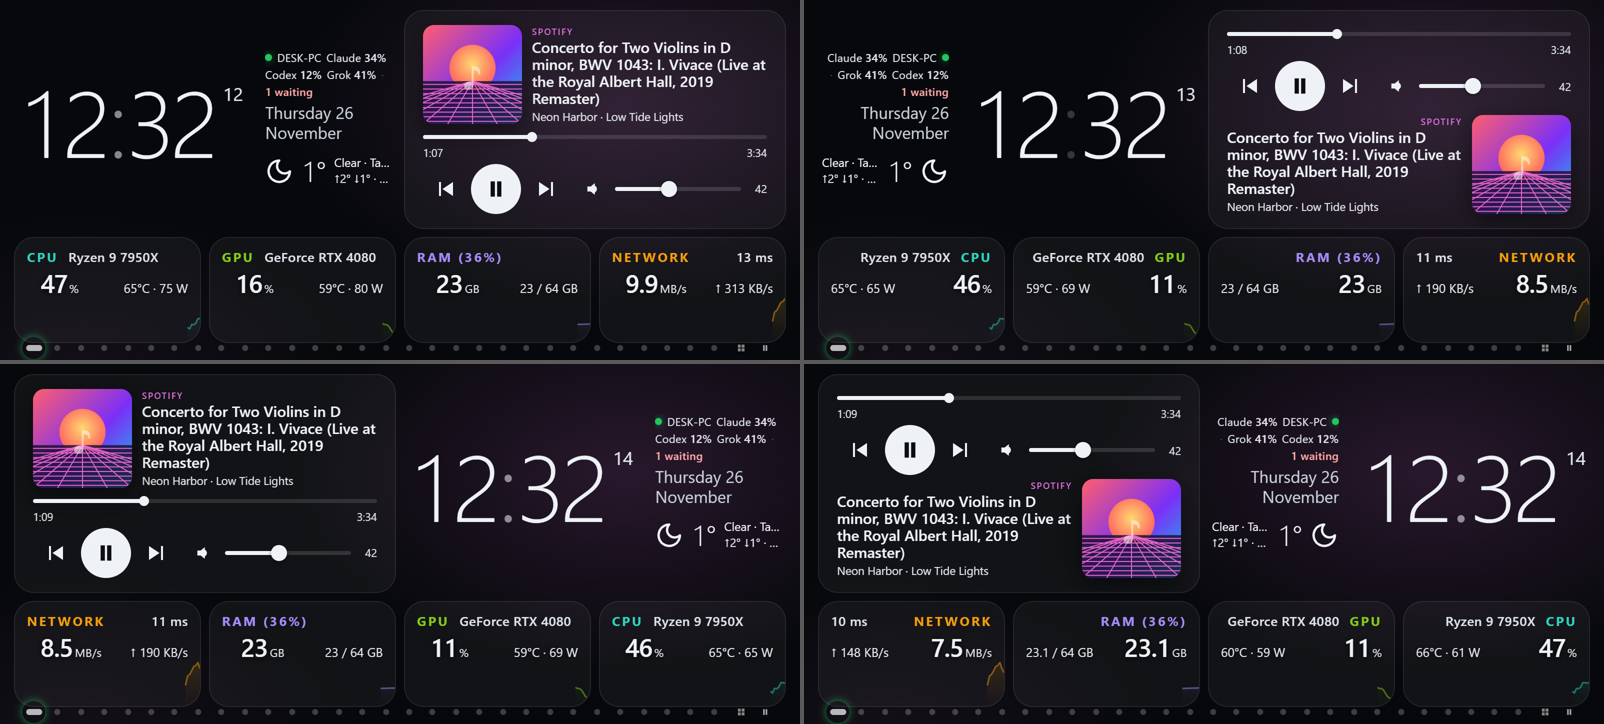 12:32 12
DESK-PC Claude 34%
Codex 12% Grok 41% ·
1 waiting
Thursday 26
November
1° Clear · Ta...
↑2° ↓1° · ...
SPOTIFY
Concerto for Two Violins in D
minor, BWV 1043: I. Vivace (Live at
the Royal Albert Hall, 2019
Remaster)
Neon Harbor · Low Tide Lights
1:07 3:34
42
CPU Ryzen 9 7950X
47% 65°C · 75 W
GPU GeForce RTX 4080
16% 59°C · 80 W
RAM (36%)
23 GB 23 / 64 GB
NETWORK 13 ms
9.9 MB/s ↑ 313 KB/s
Claude 34% DESK-PC
· Grok 41% Codex 12%
1 waiting
Thursday 26
November
Clear · Ta... 1°
↑2° ↓1° · ...
12:32 13
1:08 3:34
42
SPOTIFY
Concerto for Two Violins in D
minor, BWV 1043: I. Vivace (Live at
the Royal Albert Hall, 2019
Remaster)
Neon Harbor · Low Tide Lights
Ryzen 9 7950X CPU
65°C · 65 W 46%
GeForce RTX 4080 GPU
59°C · 69 W 11%
RAM (36%)
23 / 64 GB 23 GB
11 ms NETWORK
↑ 190 KB/s 8.5 MB/s
SPOTIFY
Concerto for Two Violins in D
minor, BWV 1043: I. Vivace (Live at
the Royal Albert Hall, 2019
Remaster)
Neon Harbor · Low Tide Lights
1:09 3:34
42
12:32 14
DESK-PC Claude 34%
Codex 12% Grok 41% ·
1 waiting
Thursday 26
November
1° Clear · Ta...
↑2° ↓1° · ...
NETWORK 11 ms
8.5 MB/s ↑ 190 KB/s
RAM (36%)
23 GB 23 / 64 GB
GPU GeForce RTX 4080
11% 59°C · 69 W
CPU Ryzen 9 7950X
46% 65°C · 65 W
1:09 3:34
42
SPOTIFY
Concerto for Two Violins in D
minor, BWV 1043: I. Vivace (Live at
the Royal Albert Hall, 2019
Remaster)
Neon Harbor · Low Tide Lights
Claude 34% DESK-PC
· Grok 41% Codex 12%
1 waiting
Thursday 26
November
Clear · Ta... 1°
↑2° ↓1° · ...
12:32 14
10 ms NETWORK
↑ 148 KB/s 7.5 MB/s
RAM (36%)
23.1 / 64 GB 23.1 GB
GeForce RTX 4080 GPU
60°C · 59 W 11%
Ryzen 9 7950X CPU
66°C · 61 W 47%